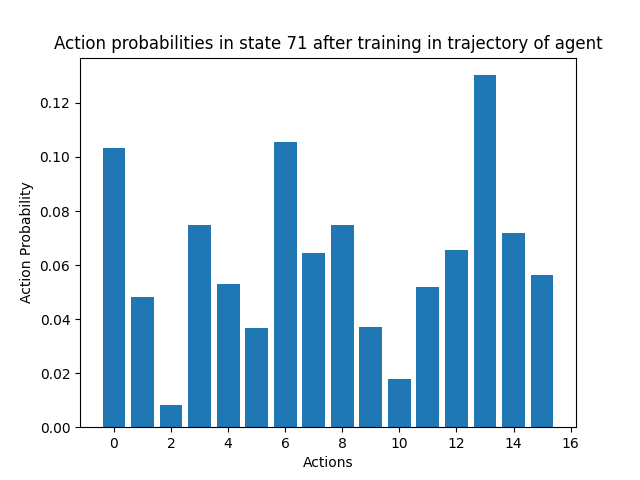 Action probabilities in state 71 after training in trajectory of agent
0.12
0.10
0.08
0.06
0.04
0.02
0.00
Action Probability
0 2 4 6 8 10 12 14 16
Actions